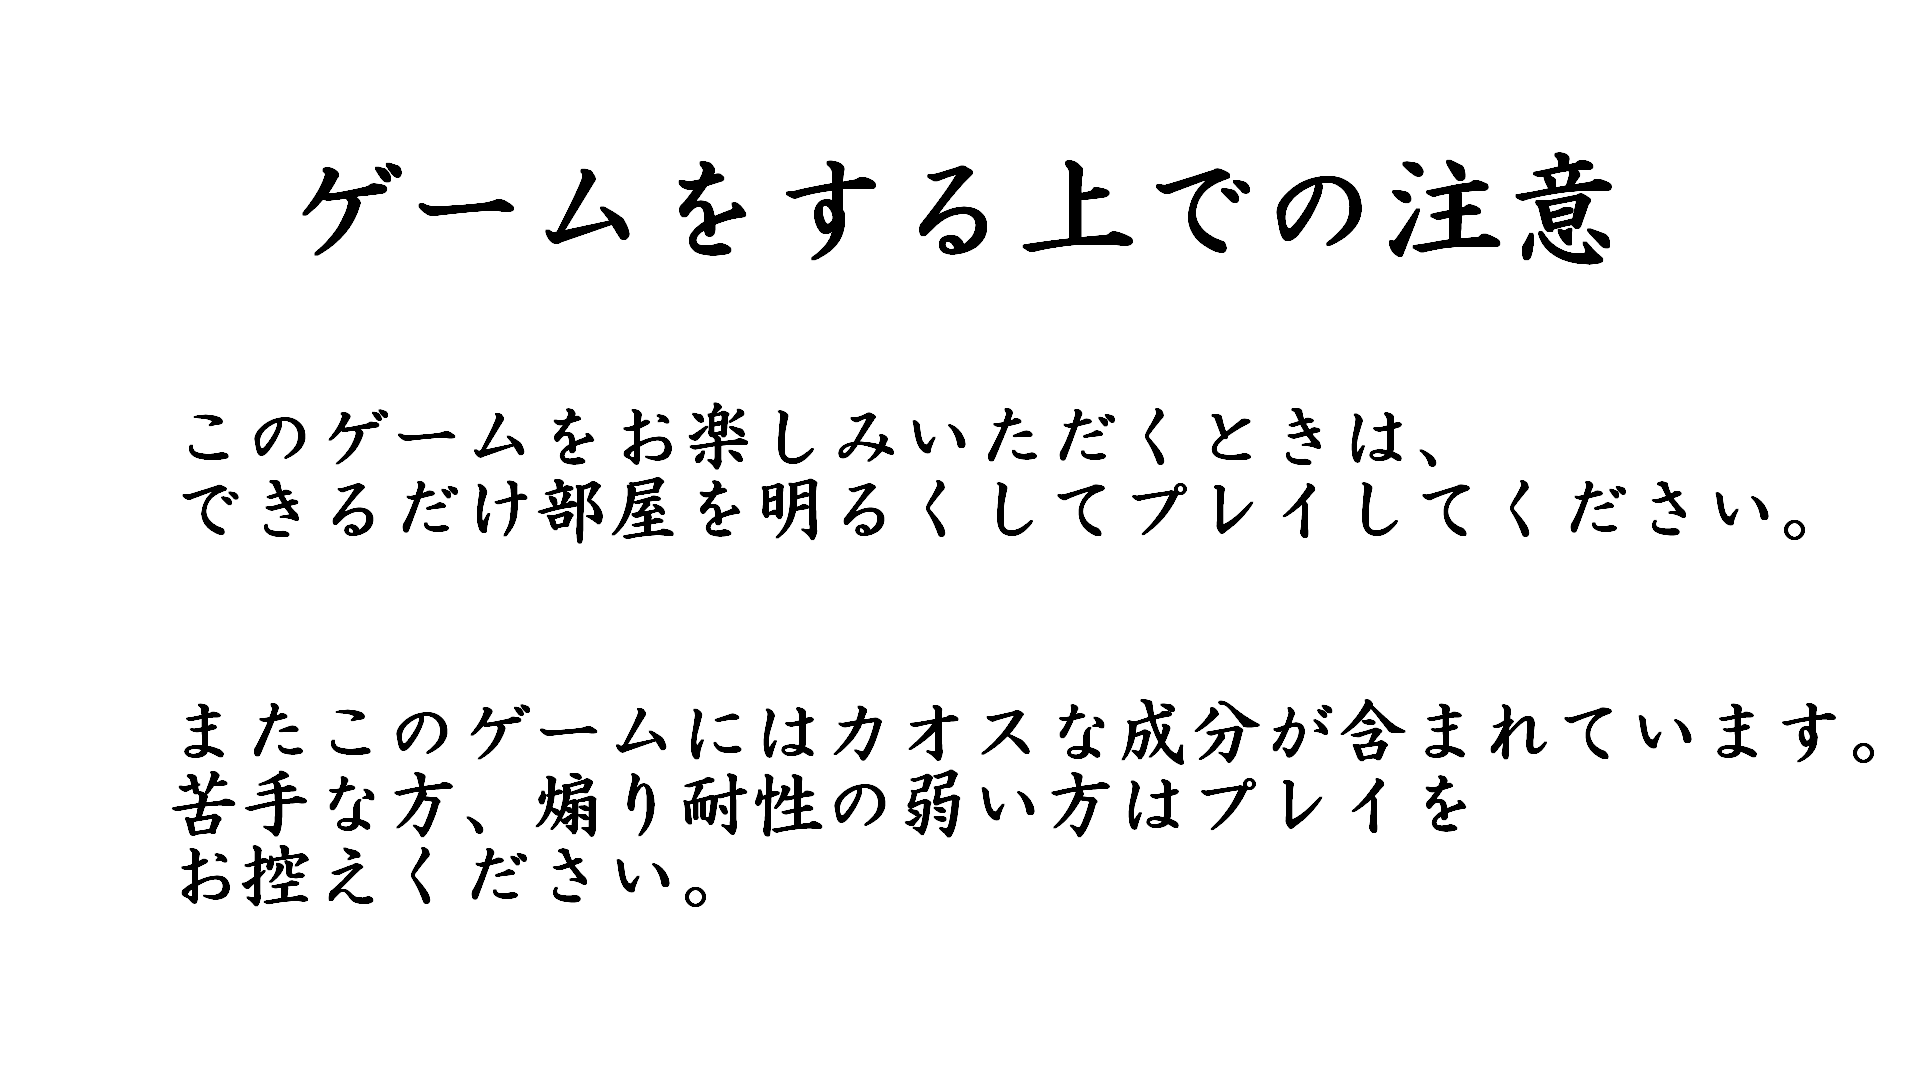 ゲームをする上での注意
このゲームをお楽しみいただくときは、
できるだけ部屋を明るくしてプレイしてください。
またこのゲームにはカオスな成分が含まれています。
苦手な方、煽り耐性の弱い方はプレイを
お控えください。